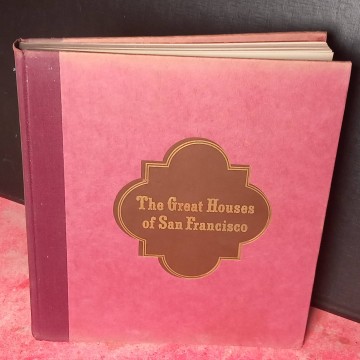 The Great Houses
of San Francisco